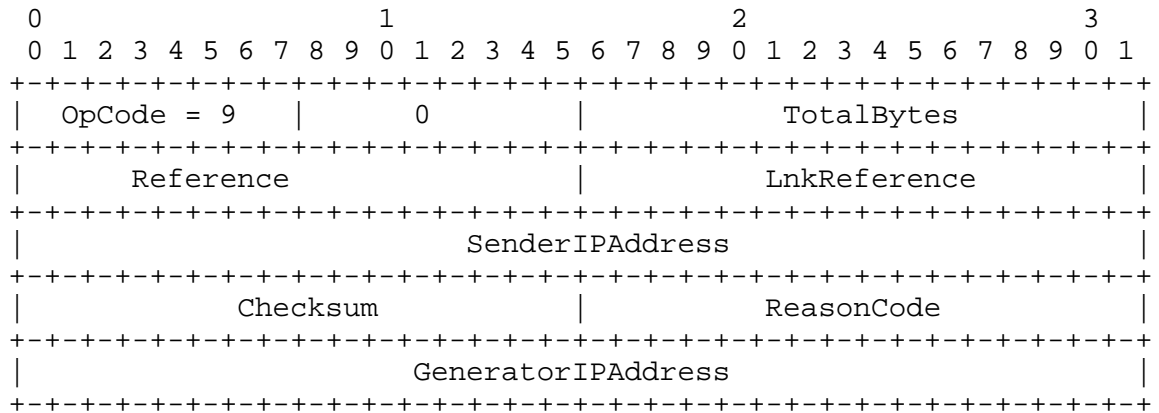 0                   1                   2                   3
 0 1 2 3 4 5 6 7 8 9 0 1 2 3 4 5 6 7 8 9 0 1 2 3 4 5 6 7 8 9 0 1
+-+-+-+-+-+-+-+-+-+-+-+-+-+-+-+-+-+-+-+-+-+-+-+-+-+-+-+-+-+-+-+-+
|  OpCode = 9   |      0        |           TotalBytes          |
+-+-+-+-+-+-+-+-+-+-+-+-+-+-+-+-+-+-+-+-+-+-+-+-+-+-+-+-+-+-+-+-+
|      Reference                |          LnkReference         |
+-+-+-+-+-+-+-+-+-+-+-+-+-+-+-+-+-+-+-+-+-+-+-+-+-+-+-+-+-+-+-+-+
|                         SenderIPAddress                       |
+-+-+-+-+-+-+-+-+-+-+-+-+-+-+-+-+-+-+-+-+-+-+-+-+-+-+-+-+-+-+-+-+
|            Checksum           |          ReasonCode           |
+-+-+-+-+-+-+-+-+-+-+-+-+-+-+-+-+-+-+-+-+-+-+-+-+-+-+-+-+-+-+-+-+
|                      GeneratorIPAddress                       |
+-+-+-+-+-+-+-+-+-+-+-+-+-+-+-+-+-+-+-+-+-+-+-+-+-+-+-+-+-+-+-+-+